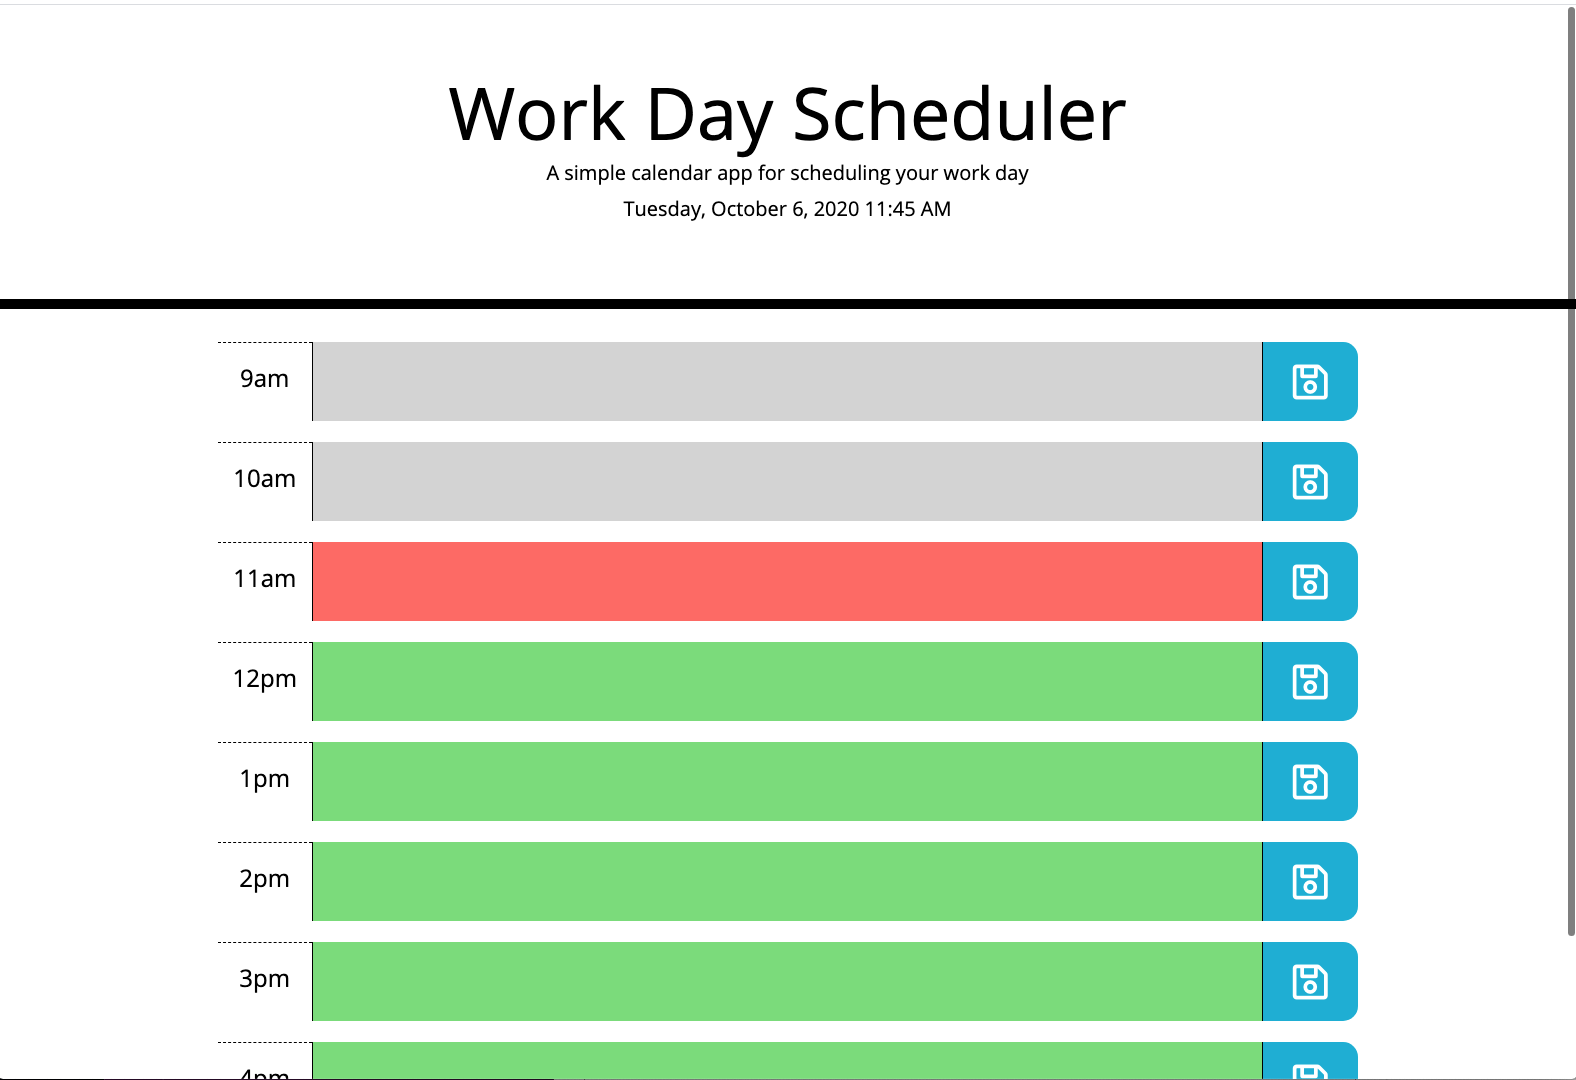 Work Day Scheduler
A simple calendar app for scheduling your work day
Tuesday, October 6, 2020 11:45 AM
9am
10am
11am
12pm
1pm
2pm
3pm
4pm